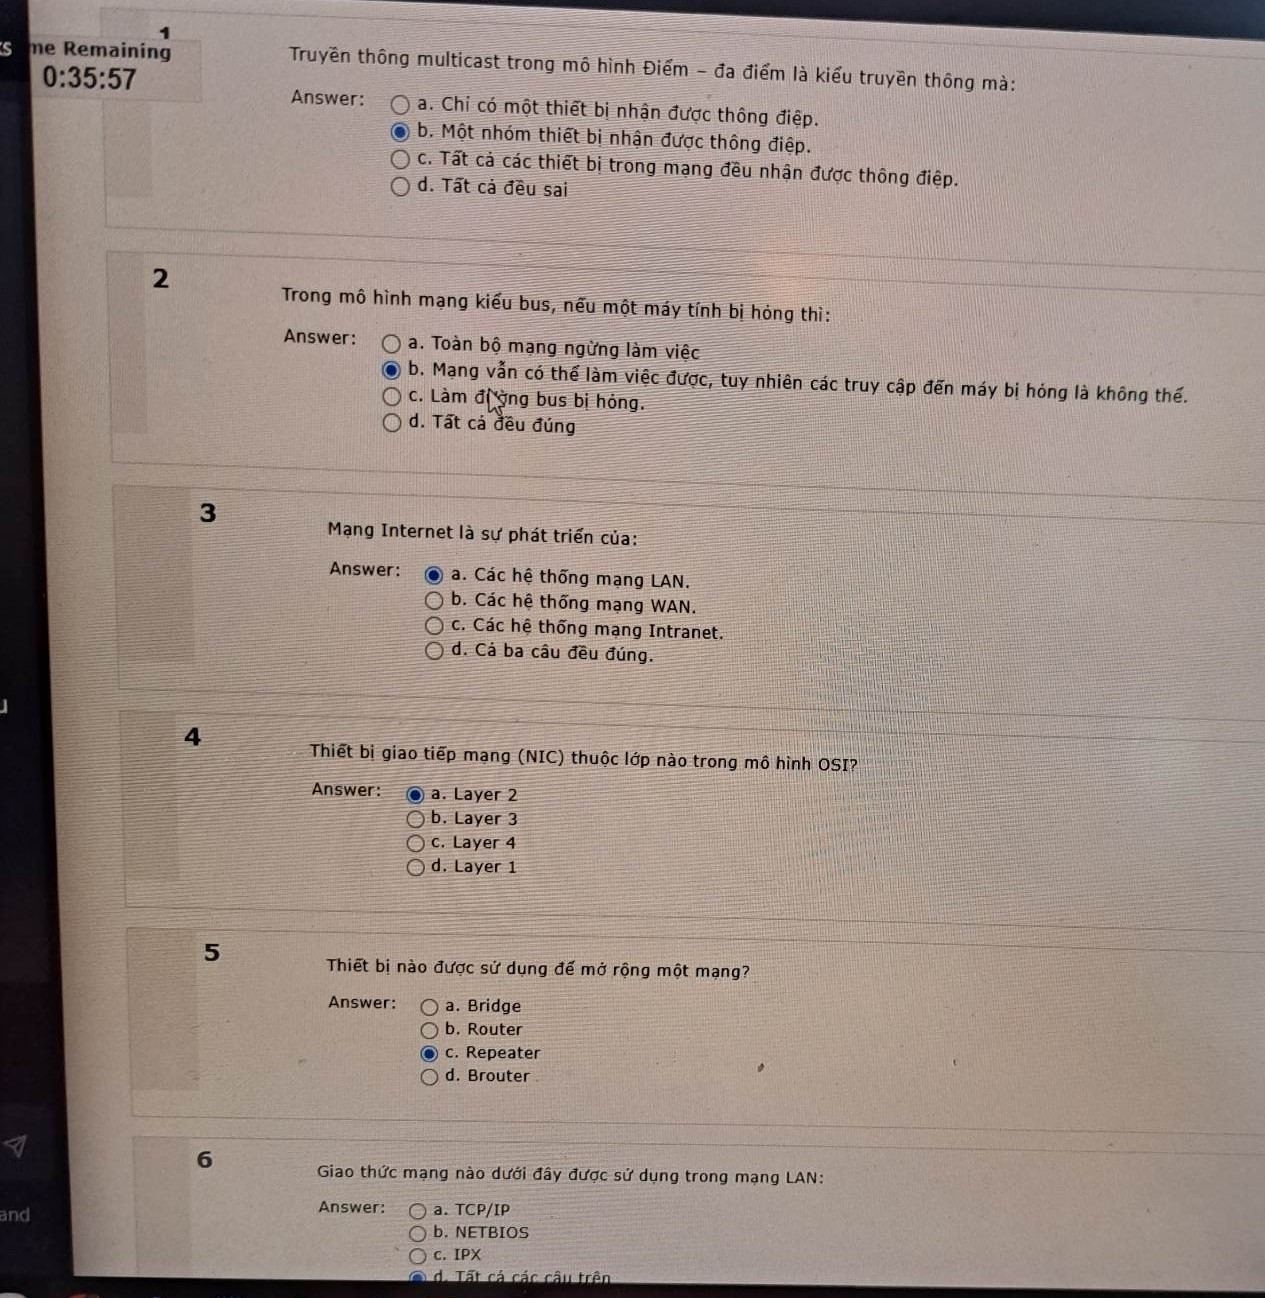 1
me Remaining
0:35:57
Truyền thông multicast trong mô hình Điểm – đa điểm là kiểu truyền thông mà:
Answer:
a. Chỉ có một thiết bị nhận được thông điệp.
b. Một nhóm thiết bị nhận được thông điệp.
c. Tất cả các thiết bị trong mạng đều nhận được thông điệp.
d. Tất cả đều sai
2
Trong mô hình mạng kiểu bus, nếu một máy tính bị hỏng thì:
Answer:
a. Toàn bộ mạng ngừng làm việc
b. Mạng vẫn có thể làm việc được, tuy nhiên các truy cập đến máy bị hỏng là không thể.
c. Làm đường bus bị hỏng.
d. Tất cả đều đúng
3
Mạng Internet là sự phát triển của:
Answer:
a. Các hệ thống mạng LAN.
b. Các hệ thống mạng WAN.
c. Các hệ thống mạng Intranet.
d. Cả ba câu đều đúng.
4
Thiết bị giao tiếp mạng (NIC) thuộc lớp nào trong mô hình OSI?
Answer:
a. Layer 2
b. Layer 3
c. Layer 4
d. Layer 1
5
Thiết bị nào được sử dụng để mở rộng một mạng?
Answer:
a. Bridge
b. Router
c. Repeater
d. Brouter
6
Giao thức mạng nào dưới đây được sử dụng trong mạng LAN:
and
Answer:
a. TCP/IP
b. NETBIOS
c. IPX
d. Tất cả các câu trên